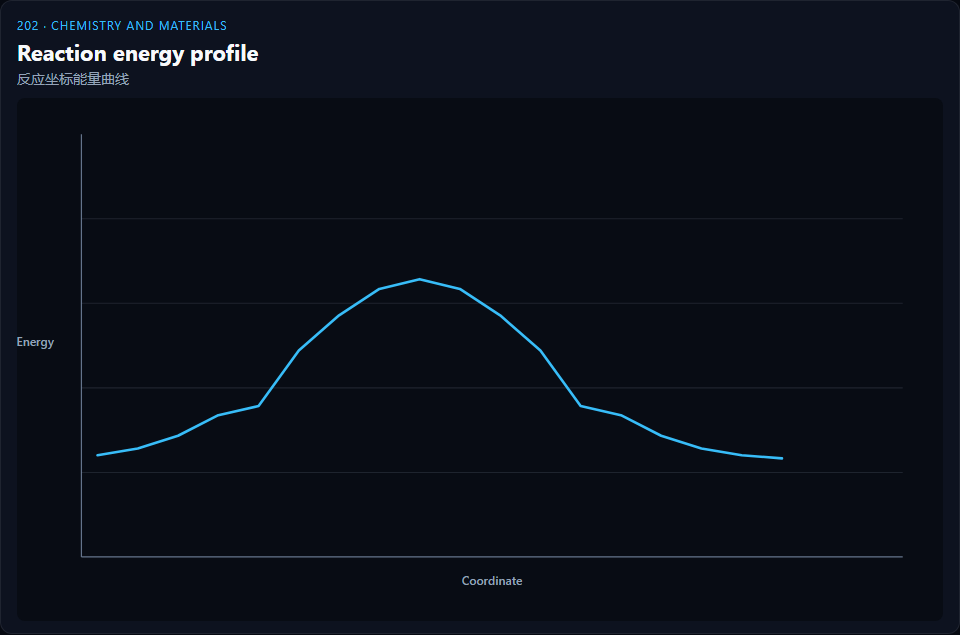 202 · CHEMISTRY AND MATERIALS
Reaction energy profile
反应坐标能量曲线
Energy
Coordinate